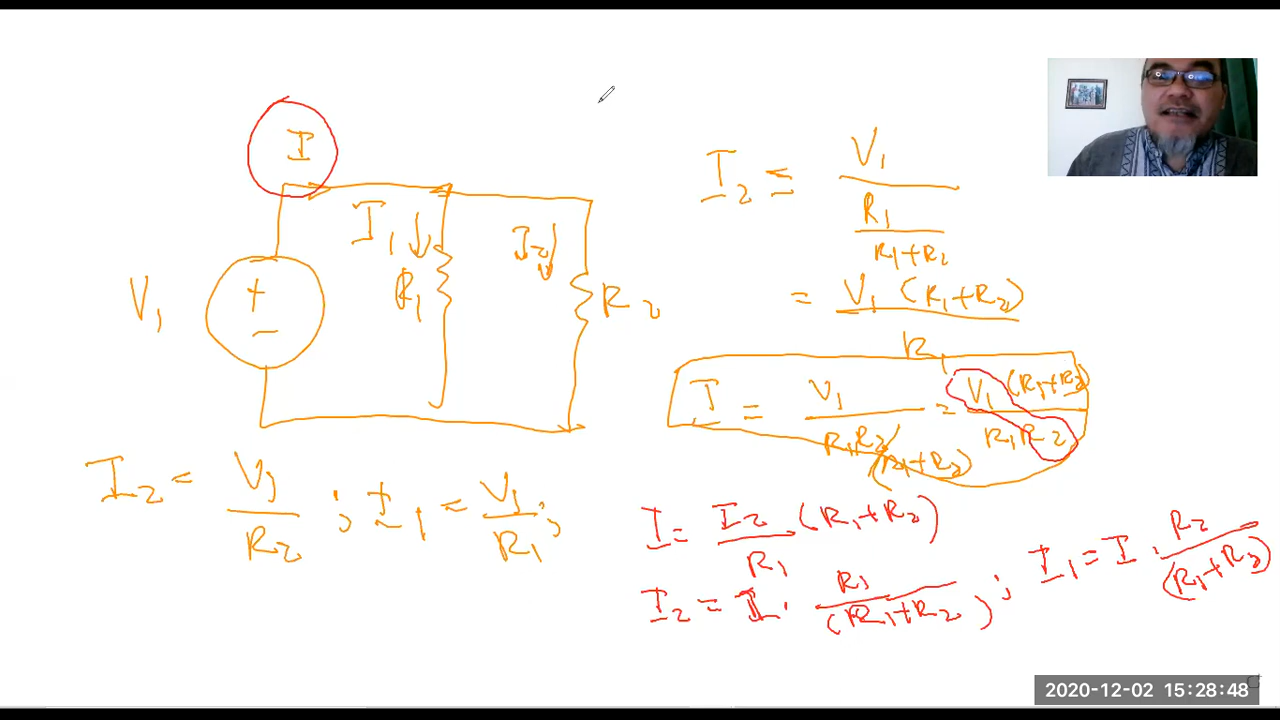 I
V₁
+
−
I₁
R₁
I₂
R₂
I₂ = V₁ / R₂ ; I₁ = V₁ / R₁ ;
I₂ = V₁ / (R₁ / R₁+R₂)
= V₁ (R₁+R₂) / R₁
I = V₁ / (R₁R₂ / (R₁+R₂)) = V₁ (R₁+R₂) / R₁R₂
I = I₂ / R₁ (R₁+R₂)
I₂ = I . R₁ / (R₁+R₂) ; I₁ = I . R₂ / (R₁+R₂)
2020-12-02 15:28:48